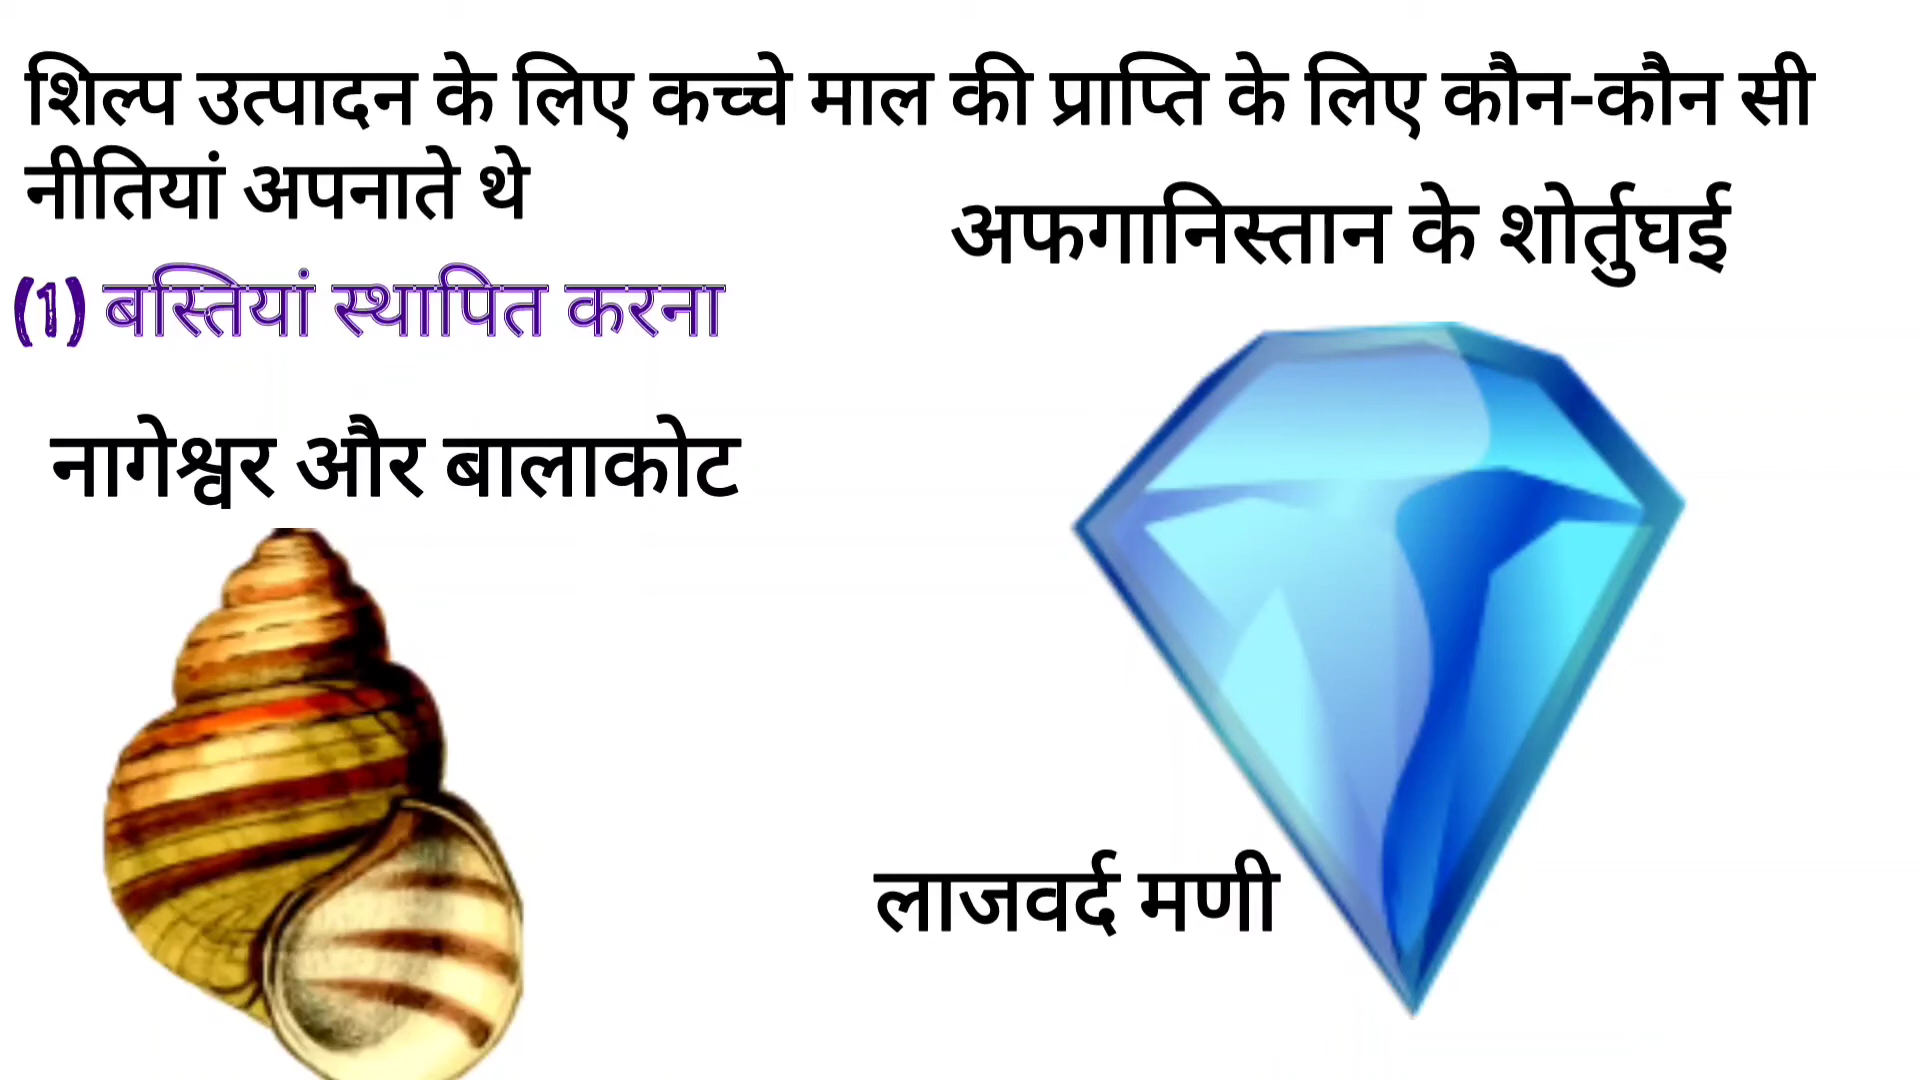 शिल्प उत्पादन के लिए कच्चे माल की प्राप्ति के लिए कौन-कौन सी
नीतियां अपनाते थे
अफगानिस्तान के शोर्तुघई
(1) बस्तियां स्थापित करना
नागेश्वर और बालाकोट
लाजवर्द मणी